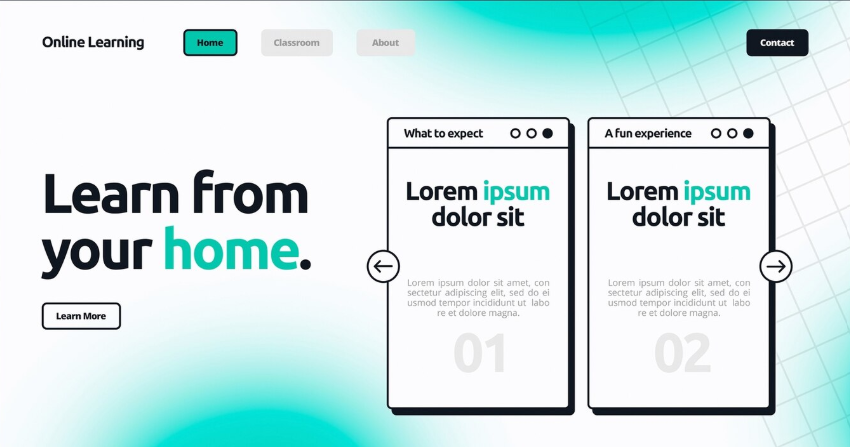 Online Learning
Home
Classroom
About
Contact
Learn from
your home.
Learn More
What to expect
Lorem ipsum
dolor sit
Lorem ipsum dolor sit amet, con
sectetur adipiscing elit, sed do ei
usmod tempor incididunt ut labo
re et dolore magna.
01
A fun experience
Lorem ipsum
dolor sit
Lorem ipsum dolor sit amet, con
sectetur adipiscing elit, sed do ei
usmod tempor incididunt ut labo
re et dolore magna.
02